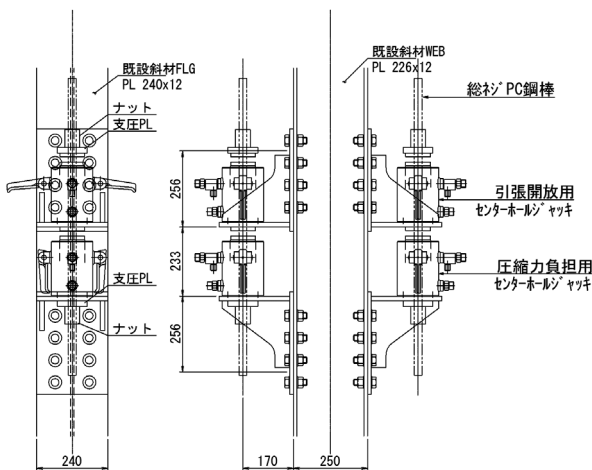 既設斜材FLG
PL 240x12
ナット
支圧PL
既設斜材WEB
PL 226x12
総ネジPC鋼棒
引張開放用
センターホールジャッキ
圧縮力負担用
センターホールジャッキ
支圧PL
ナット
256
233
256
240
170
250